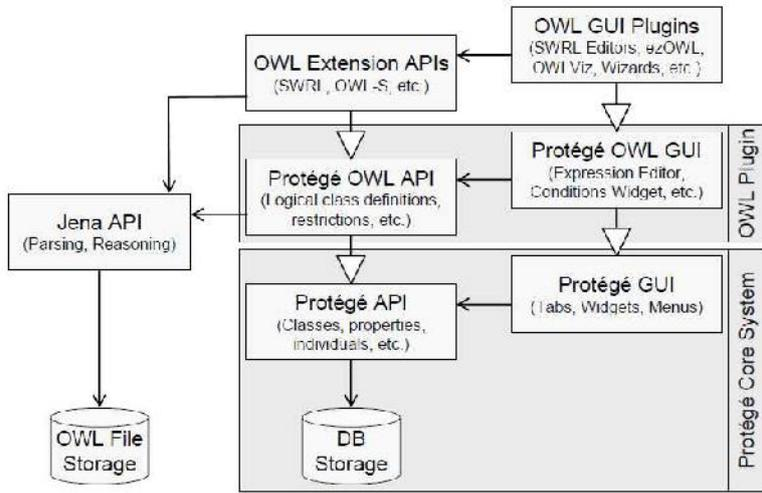 OWL GUI Plugins
(SWRL Editors, ezOWL,
OWLViz, Wizards, etc.)
OWL Extension APIs
(SWRL, OWL-S, etc.)
Protégé OWL API
(Logical class definitions,
restrictions, etc.)
Protégé OWL GUI
(Expression Editor,
Conditions Widget, etc.)
OWL Plugin
Jena API
(Parsing, Reasoning)
Protégé API
(Classes, properties,
individuals, etc.)
Protégé GUI
(Tabs, Widgets, Menus)
Protégé Core System
OWL File
Storage
DB
Storage